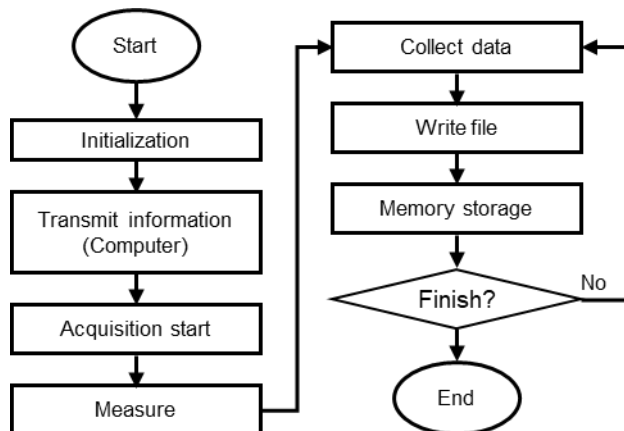 Start
Initialization
Transmit information
(Computer)
Acquisition start
Measure
Collect data
Write file
Memory storage
Finish?
No
End